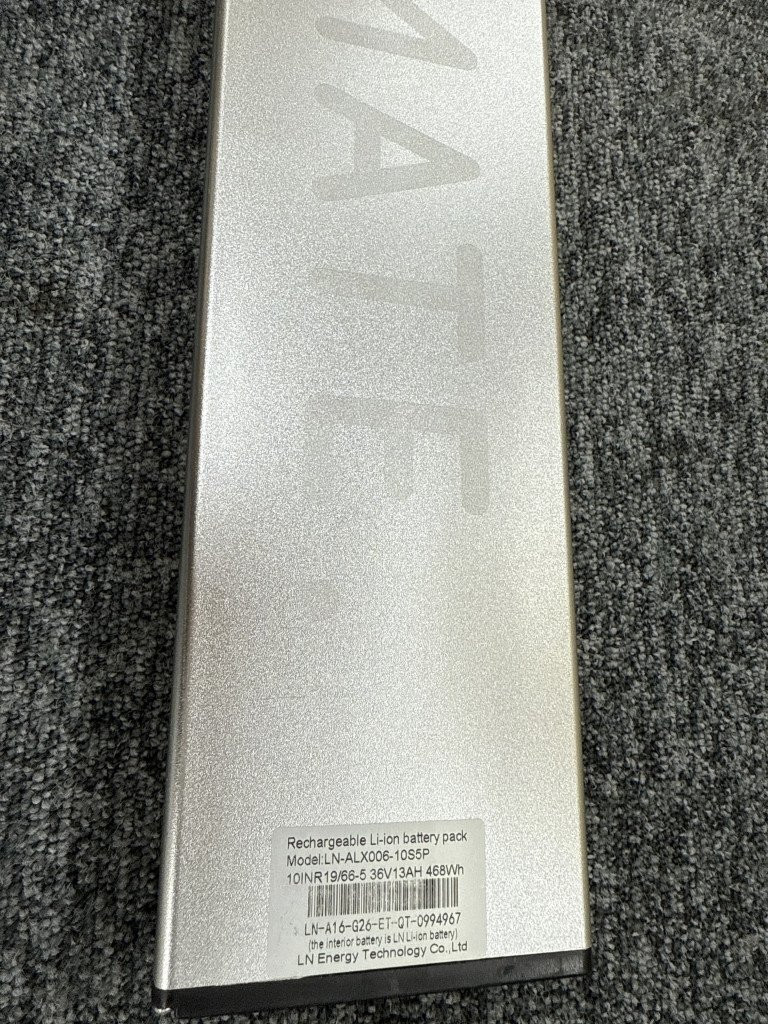 MATE.
Rechargeable Li-ion battery pack
Model:LN-ALX006-10S5P
10INR19/66-5 36V13AH 468Wh
LN-A16-G26-ET-QT-0994967
(the interior battery is LN Li-ion battery)
LN Energy Technology Co.,Ltd